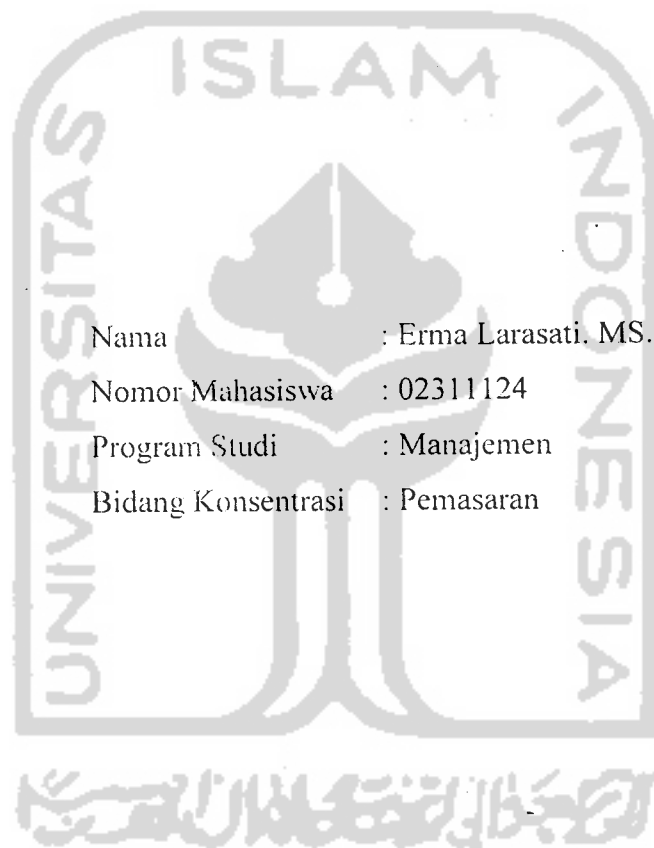 UNIVERSITAS ISLAM INDONESIA
Nama : Erma Larasati. MS.
Nomor Mahasiswa : 02311124
Program Studi : Manajemen
Bidang Konsentrasi : Pemasaran